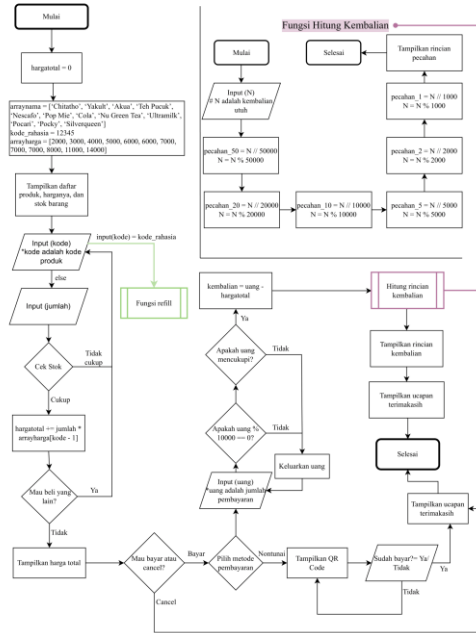 Mulai
hargatotal = 0
arraynama = ['Chitatho', 'Yakuh', 'Akua', 'Teh Pucuk',
'Nescafo', 'Pop Mie', 'Cola', 'Nu Green Tea', 'Ultramilk',
'Pocari', 'Pocky', 'Silverqueen']
kode_rahasia = 12345
arrayharga = [2000, 3000, 4000, 5000, 6000, 6000, 7000,
7000, 7000, 8000, 11000, 14000]
Tampilkan daftar
produk, harganya, dan
stok barang
Input (kode)
*kode adalah kode
produk
input(kode) = kode_rahasia
else
Fungsi refill
Input (jumlah)
Cek Stok
Tidak
cukup
Cukup
hargatotal += jumlah *
arrayharga[kode - 1]
Mau beli yang
lain?
Ya
Tidak
Tampilkan harga total
Mau bayar atau
cancel?
Bayar
Cancel
Pilih metode
pembayaran
Nontunai
Tampilkan QR
Code
Sudah bayar?= Ya/
Tidak
Tidak
Ya
Tampilkan ucapan
terimakasih
Selesai
Input (uang)
*uang adalah jumlah
pembayaran
Apakah uang %
10000 == 0?
Tidak
Keluarkan uang
Apakah uang
mencukupi?
Tidak
Ya
kembalian = uang -
hargatotal
Hitung rincian
kembalian
Tampilkan rincian
kembalian
Tampilkan ucapan
terimakasih
Fungsi Hitung Kembalian
Mulai
Input (N)
# N adalah kembalian
utuh
pecahan_50 = N // 50000
N = N % 50000
pecahan_20 = N // 20000
N = N % 20000
pecahan_10 = N // 10000
N = N % 10000
pecahan_5 = N // 5000
N = N % 5000
pecahan_2 = N // 2000
N = N % 2000
pecahan_1 = N // 1000
N = N % 1000
Tampilkan rincian
pecahan
Selesai